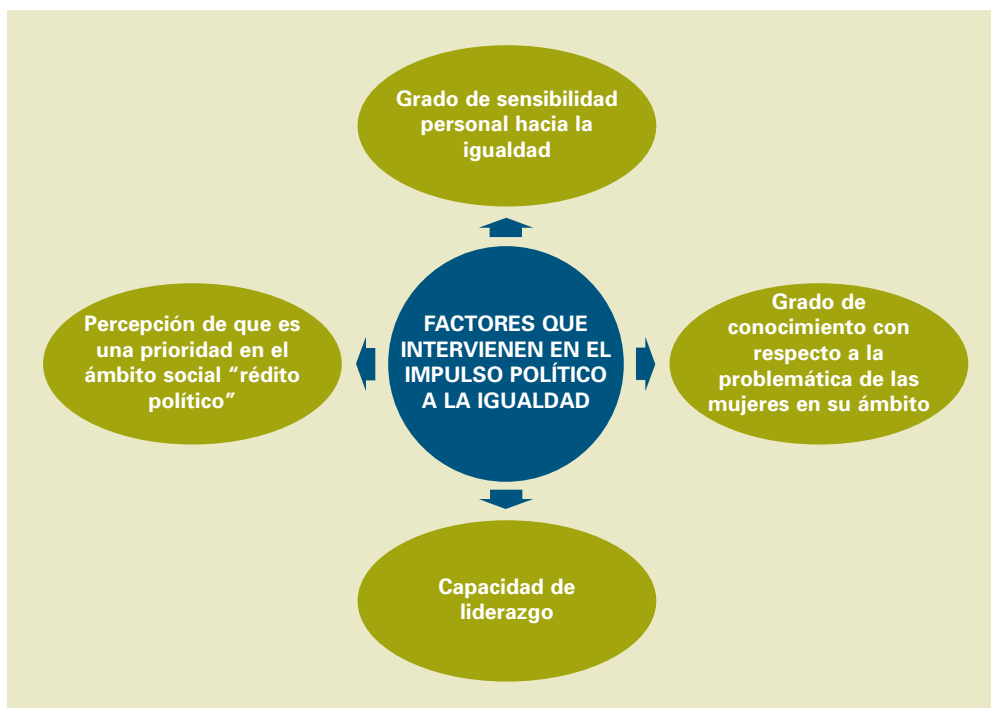 Grado de sensibilidad
personal hacia la
igualdad
Percepción de que es
una prioridad en el
ámbito social “rédito
político”
FACTORES QUE
INTERVIENEN EN EL
IMPULSO POLÍTICO
A LA IGUALDAD
Grado de
conocimiento con
respecto a la
problemática de las
mujeres en su ámbito
Capacidad de
liderazgo